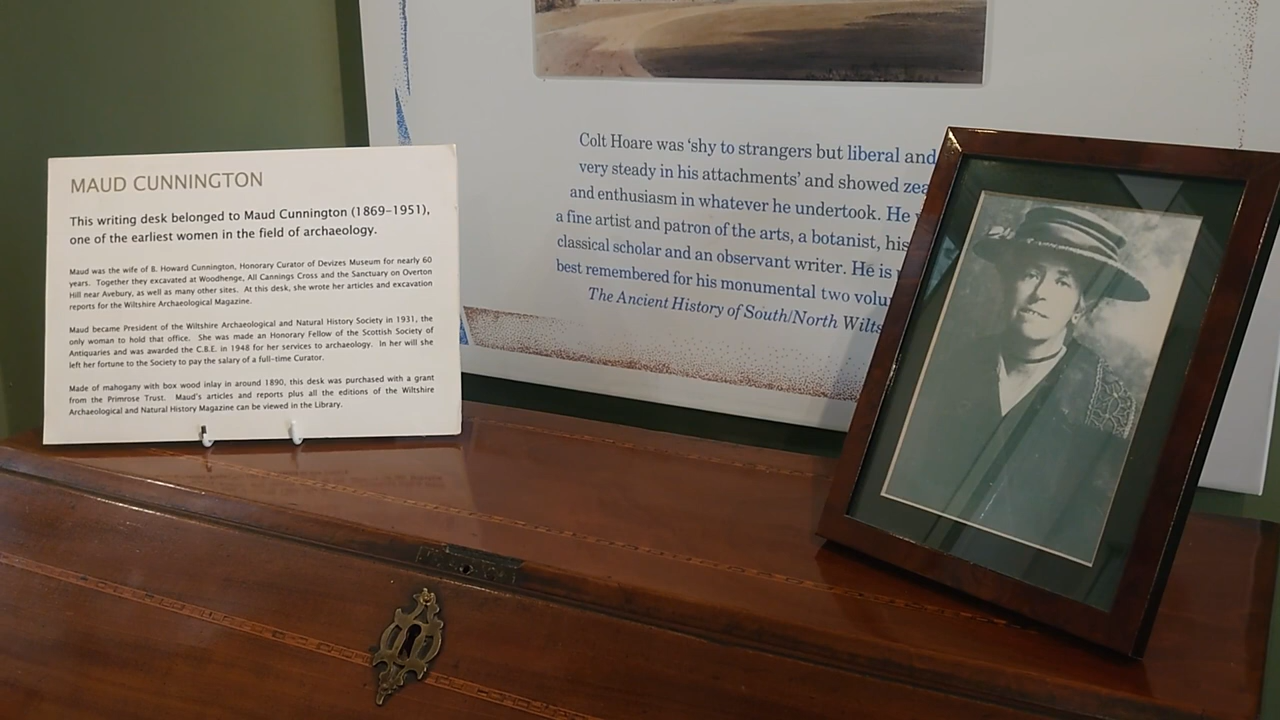 MAUD CUNNINGTON
This writing desk belonged to Maud Cunnington (1869–1951),
one of the earliest women in the field of archaeology.
Maud was the wife of B. Howard Cunnington, Honorary Curator of Devizes Museum for nearly 60
years. Together they excavated at Woodhenge, All Cannings Cross and the Sanctuary on Overton
Hill near Avebury, as well as many other sites. At this desk, she wrote her articles and excavation
reports for the Wiltshire Archaeological Magazine.
Maud became President of the Wiltshire Archaeological and Natural History Society in 1931, the
only woman to hold that office. She was made an Honorary Fellow of the Scottish Society of
Antiquaries and was awarded the C.B.E. in 1948 for her services to archaeology. In her will she
left her fortune to the Society to pay the salary of a full-time Curator.
Made of mahogany with box wood inlay in around 1890, this desk was purchased with a grant
from the Primrose Trust. Maud's articles and reports plus all the editions of the Wiltshire
Archaeological and Natural History Magazine can be viewed in the Library.
Colt Hoare was 'shy to strangers but liberal and
very steady in his attachments' and showed
and enthusiasm in whatever he undertook. He
a fine artist and patron of the arts, a botanist,
classical scholar and an observant writer. He is
best remembered for his monumental two
The Ancient History of South/North